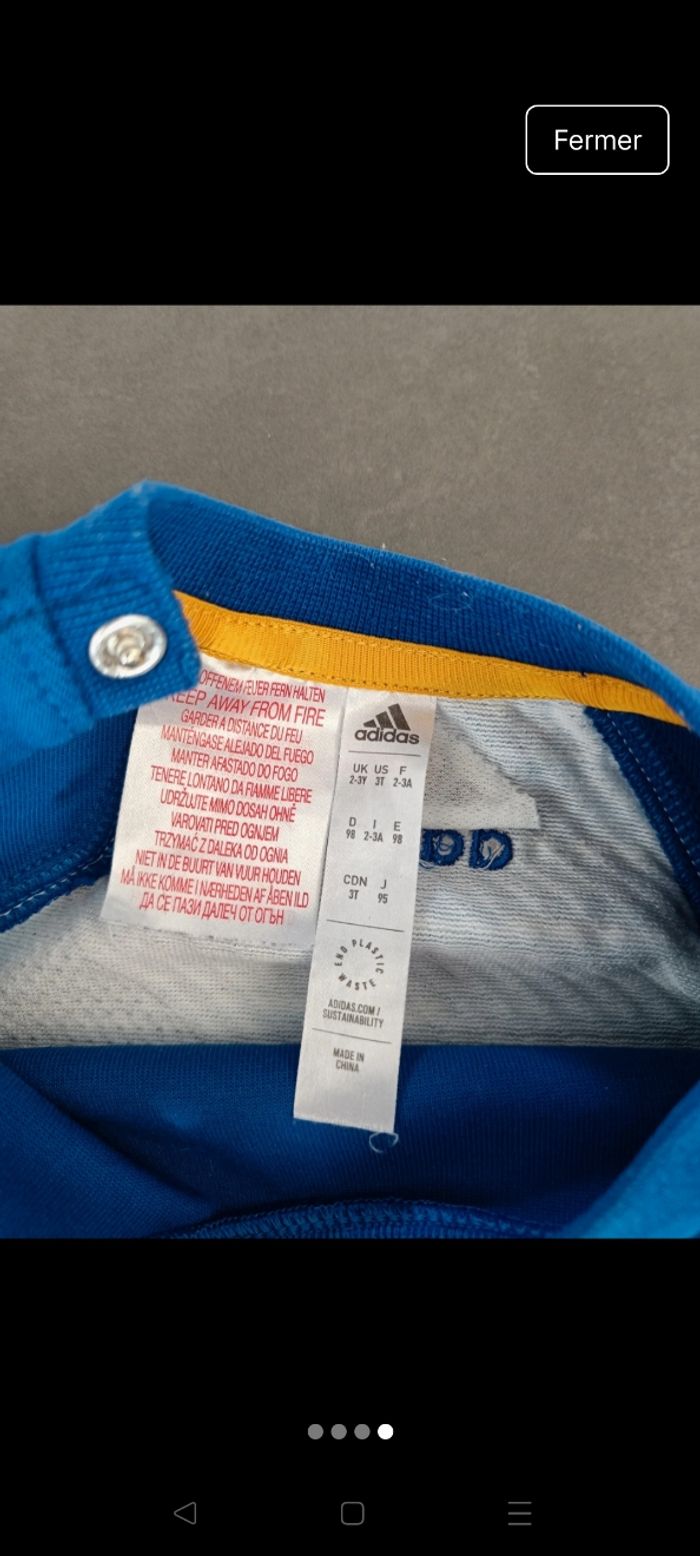 Fermer
OFFENEM FEUER FERN HALTEN
KEEP AWAY FROM FIRE
GARDER A DISTANCE DU FEU
MANTÉNGASE ALEJADO DEL FUEGO
MANTER AFASTADO DO FOGO
TENERE LONTANO DA FIAMME LIBERE
UDRŽUJTE MIMO DOSAH OHNĚ
VAROVATI PRED OGNJEM
TRZYMAĆ Z DALEKA OD OGNIA
NIET IN DE BUURT VAN VUUR HOUDEN
MÅ IKKE KOMME I NÆRHEDEN AF ÅBEN ILD
ДА СЕ ПАЗИ ДАЛЕЧ ОТ ОГЪН
adidas
UK US F
2-3Y 3T 2-3A
D I E
98 2-3A 98
CDN J
3T 95
END PLASTIC WASTE
ADIDAS.COM/
SUSTAINABILITY
MADE IN
CHINA